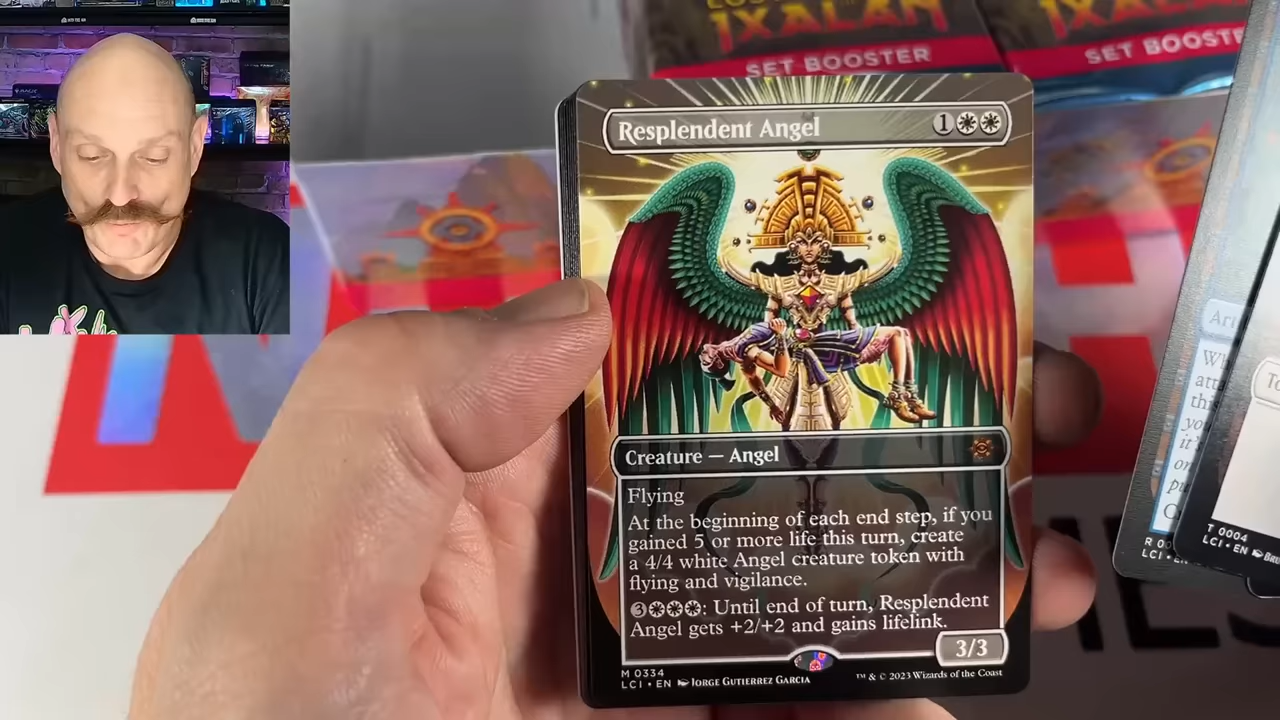 IXALAN
SET BOOSTER
IXALAN
SET BOOSTE
Resplendent Angel
1
Creature — Angel
Flying
At the beginning of each end step, if you
gained 5 or more life this turn, create
a 4/4 white Angel creature token with
flying and vigilance.
3: Until end of turn, Resplendent
Angel gets +2/+2 and gains lifelink.
3/3
M 0334
LCI • EN JORGE GUTIERREZ GARCIA
™ & © 2023 Wizards of the Coast
T 0004
LCI • EN